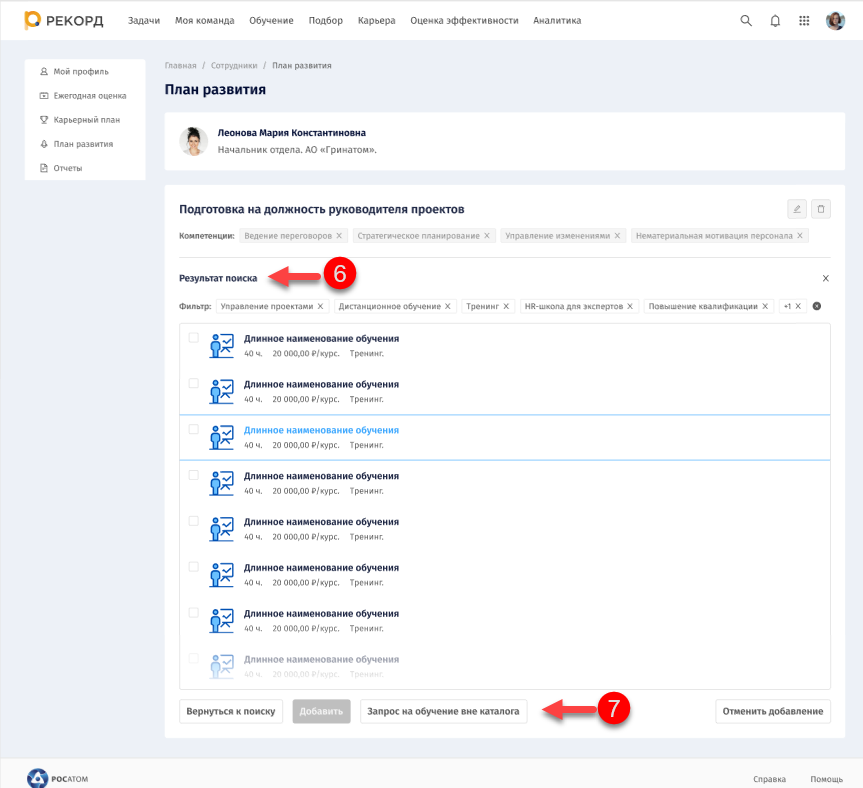 РЕКОРД Задачи Моя команда Обучение Подбор Карьера Оценка эффективности Аналитика
Мой профиль
Ежегодная оценка
Карьерный план
План развития
Отчеты
Главная / Сотрудники / План развития
План развития
Леонова Мария Константиновна
Начальник отдела. АО «Гринатом».
Подготовка на должность руководителя проектов
Компетенции: Ведение переговоров X Стратегическое планирование X Управление изменениями X Нематериальная мотивация персонала X
Результат поиска 6 X
Фильтр: Управление проектами X Дистанционное обучение X Тренинг X HR-школа для экспертов X Повышение квалификации X +1 X
Длинное наименование обучения
40 ч. 20 000,00 ₽/курс. Тренинг.
Длинное наименование обучения
40 ч. 20 000,00 ₽/курс. Тренинг.
Длинное наименование обучения
40 ч. 20 000,00 ₽/курс. Тренинг.
Длинное наименование обучения
40 ч. 20 000,00 ₽/курс. Тренинг.
Длинное наименование обучения
40 ч. 20 000,00 ₽/курс. Тренинг.
Длинное наименование обучения
40 ч. 20 000,00 ₽/курс. Тренинг.
Длинное наименование обучения
40 ч. 20 000,00 ₽/курс. Тренинг.
Длинное наименование обучения
40 ч. 20 000,00 ₽/курс. Тренинг.
Вернуться к поиску Добавить Запрос на обучение вне каталога 7 Отменить добавление
РОСАТОМ Справка Помощь